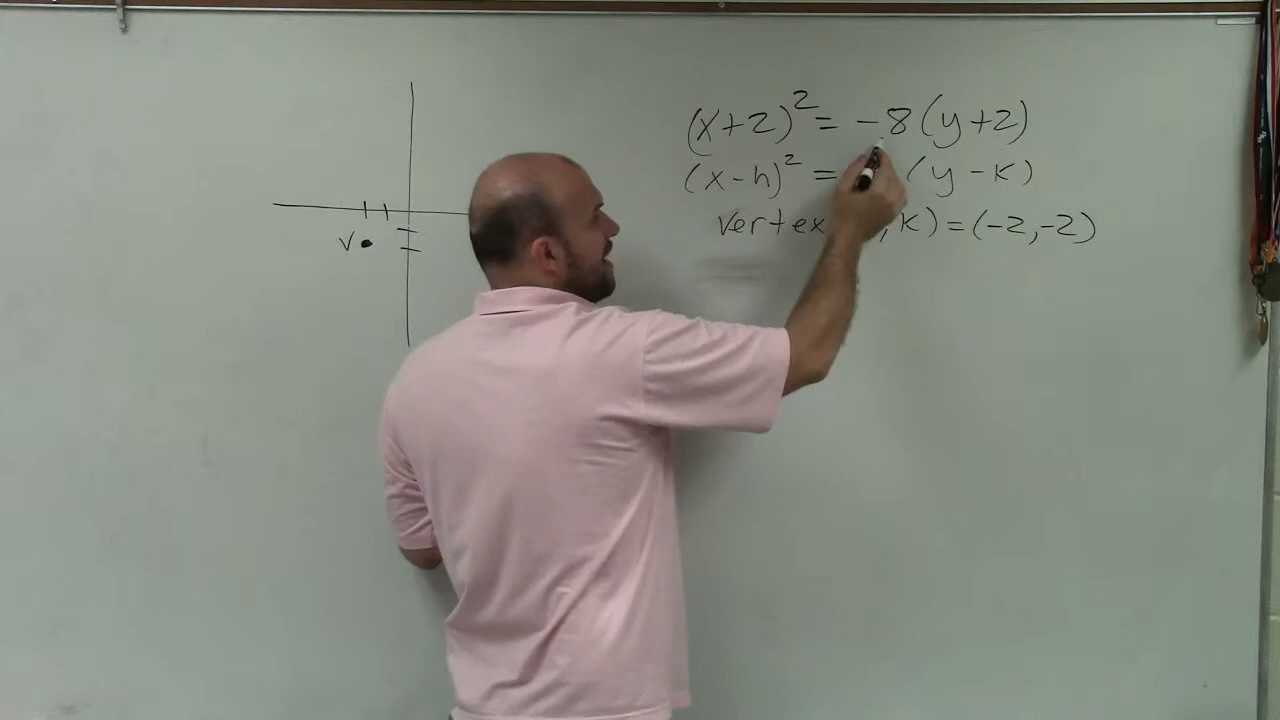 (x+2)² = -8(y+2)
(x-h)² = (y-k)
vertex , k) = (-2,-2)
V